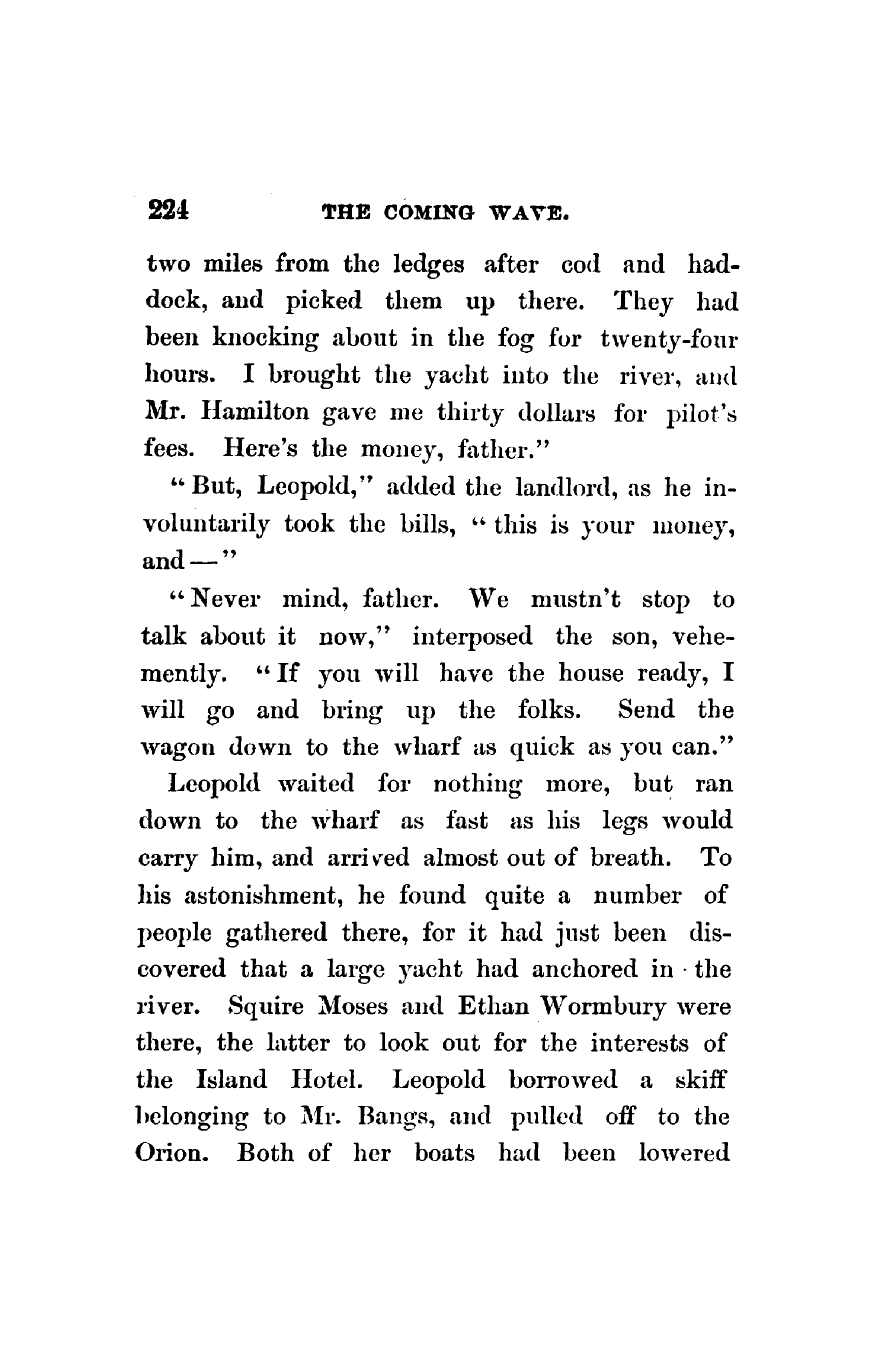 224 THE COMING WAVE.
two miles from the ledges after cod and had-
dock, and picked them up there. They had
been knocking about in the fog for twenty-four
hours. I brought the yacht into the river, and
Mr. Hamilton gave me thirty dollars for pilot's
fees. Here's the money, father."
"But, Leopold," added the landlord, as he in-
voluntarily took the bills, "this is your money,
and—"
"Never mind, father. We mustn't stop to
talk about it now," interposed the son, vehe-
mently. "If you will have the house ready, I
will go and bring up the folks. Send the
wagon down to the wharf as quick as you can."
Leopold waited for nothing more, but ran
down to the wharf as fast as his legs would
carry him, and arrived almost out of breath. To
his astonishment, he found quite a number of
people gathered there, for it had just been dis-
covered that a large yacht had anchored in the
river. Squire Moses and Ethan Wormbury were
there, the latter to look out for the interests of
the Island Hotel. Leopold borrowed a skiff
belonging to Mr. Bangs, and pulled off to the
Orion. Both of her boats had been lowered